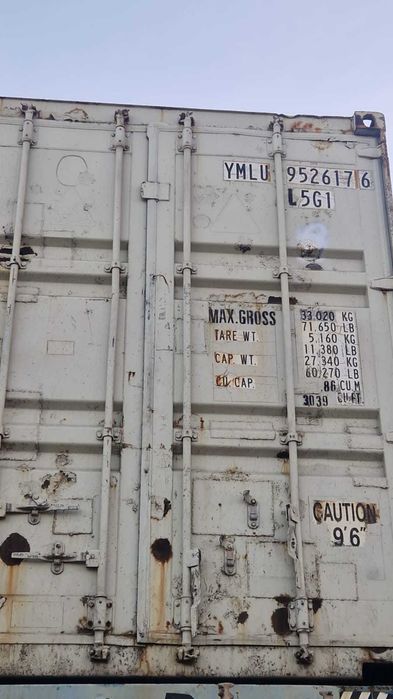 YMLU 952617 6
L5G1
MAX.GROSS 33.020 KG
71.650 LB
TARE WT. 5.160 KG
11.380 LB
CAP. WT. 27.840 KG
60.270 LB
CU.CAP. 86 CU.M
3039 CU.FT.
CAUTION
9'6"